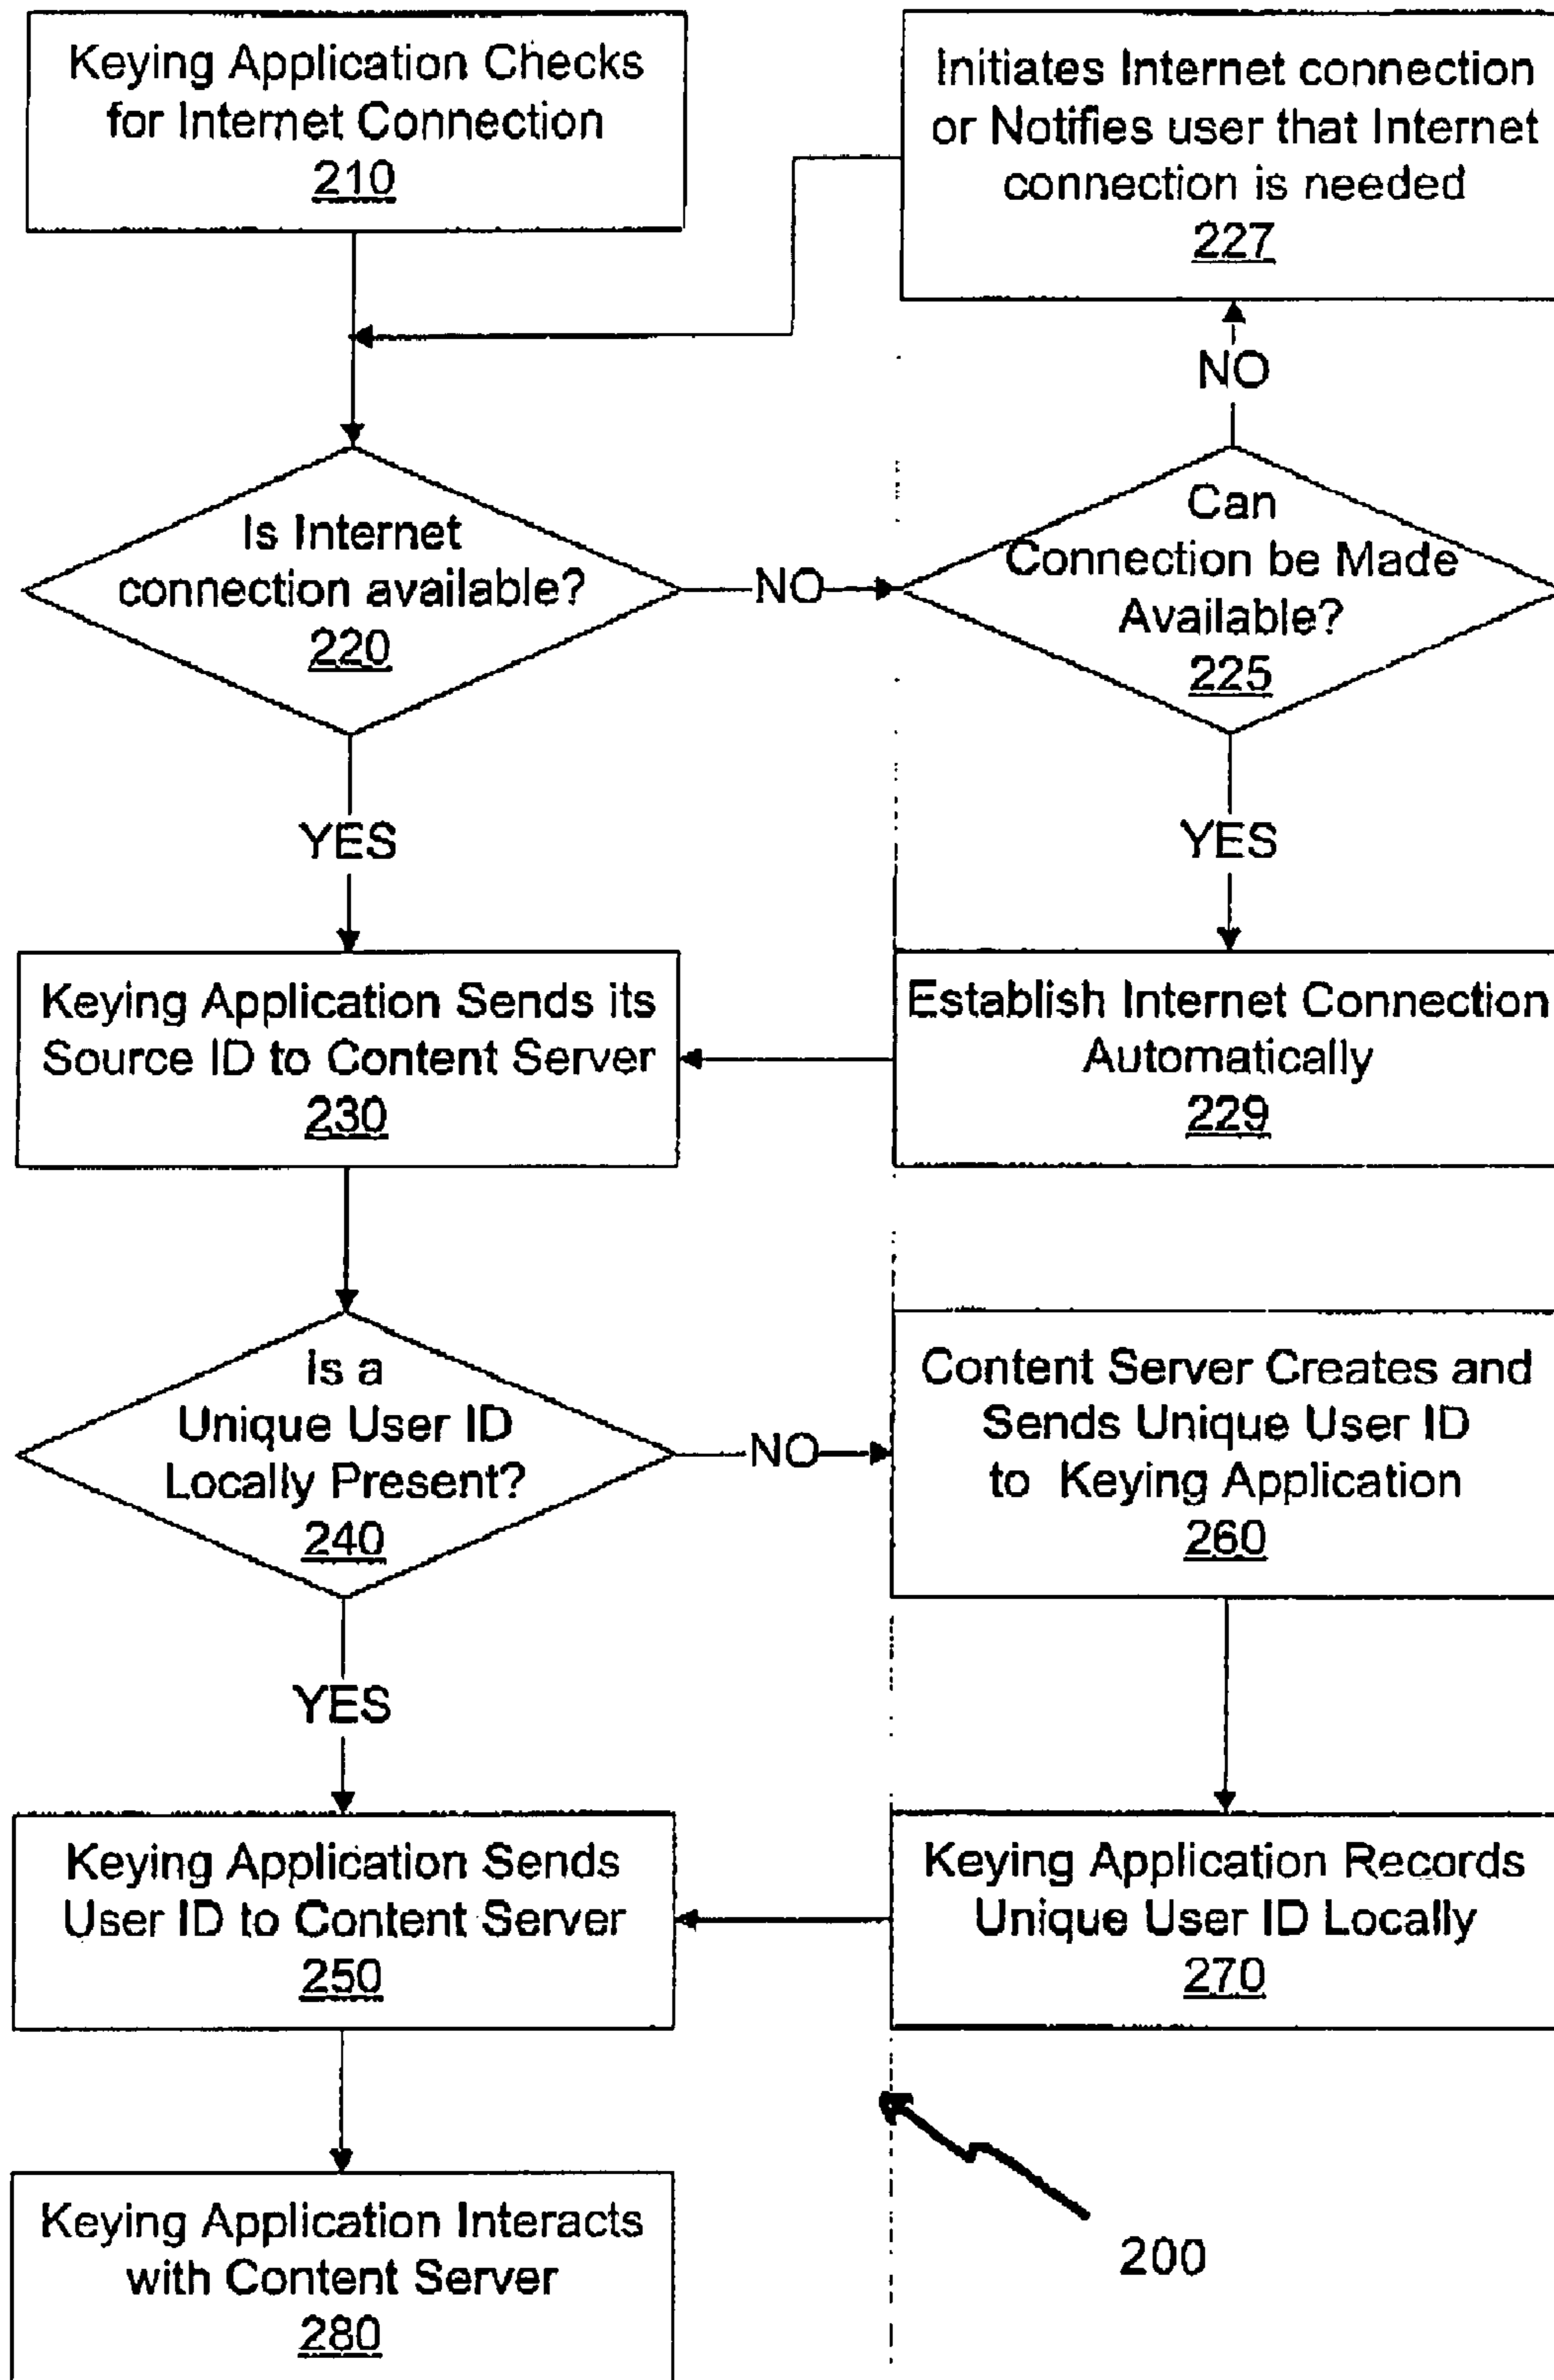 Keying Application Checks
for Internet Connection
210
Initiates Internet connection
or Notifies user that Internet
connection is needed
227
NO
Is Internet
connection available?
220
NO
Can
Connection be Made
Available?
225
YES
YES
Keying Application Sends its
Source ID to Content Server
230
Establish Internet Connection
Automatically
229
Is a
Unique User ID
Locally Present?
240
NO
Content Server Creates and
Sends Unique User ID
to Keying Application
260
YES
Keying Application Sends
User ID to Content Server
250
Keying Application Records
Unique User ID Locally
270
Keying Application Interacts
with Content Server
280
200